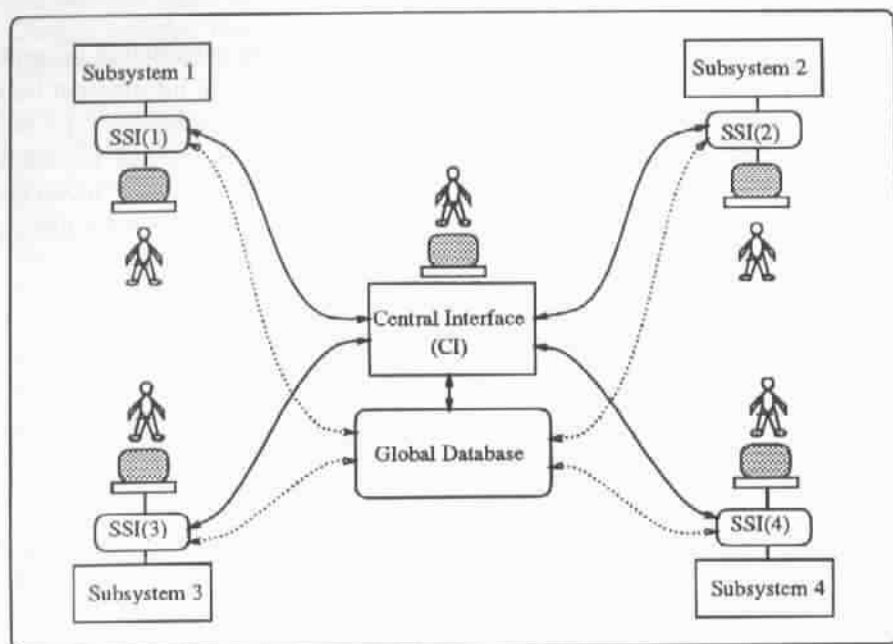 Subsystem 1
Subsystem 2
SSI(1)
SSI(2)
Central Interface
(CI)
Global Database
SSI(3)
SSI(4)
Subsystem 3
Subsystem 4